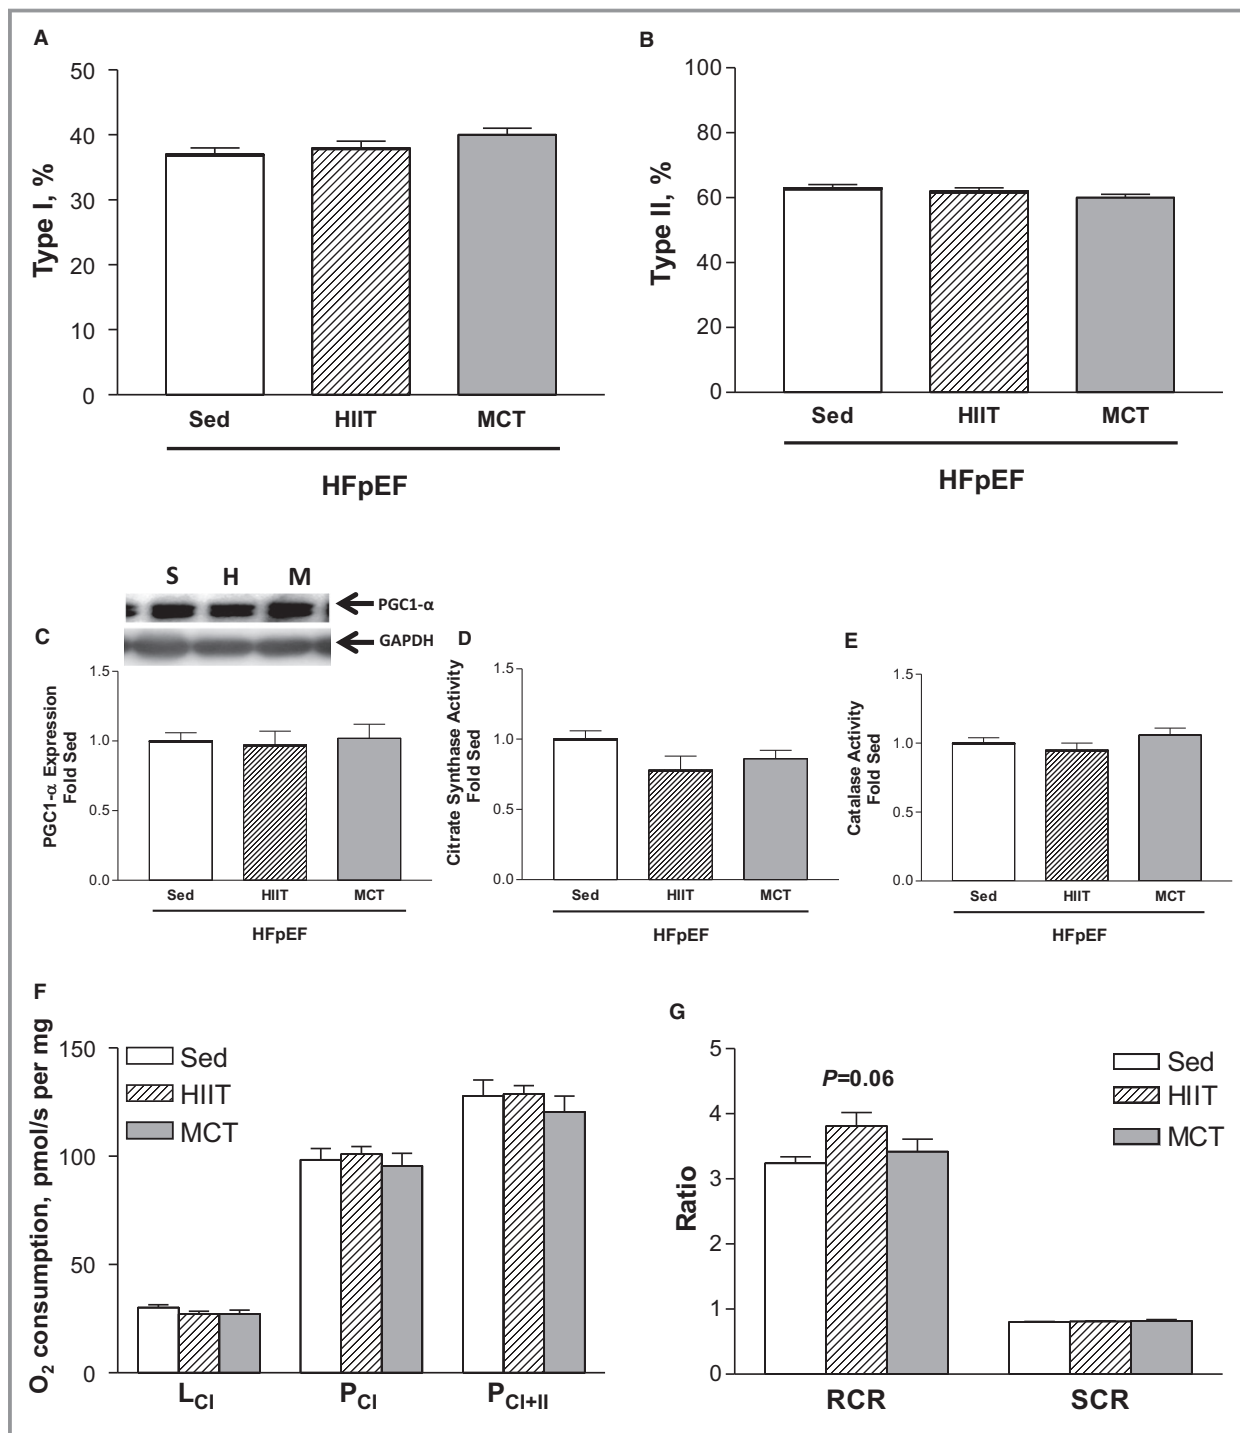 A
50
40
30
20
10
0
Type I, %
Sed HIIT MCT
HFpEF
B
100
80
60
40
20
0
Type II, %
Sed HIIT MCT
HFpEF
S H M
PGC1-α
GAPDH
C
1.5
1.0
0.5
0.0
PGC1-α Expression
Fold Sed
Sed HIIT MCT
HFpEF
D
1.5
1.0
0.5
0.0
Citrate Synthase Activity
Fold Sed
Sed HIIT MCT
HFpEF
E
1.5
1.0
0.5
0.0
Catalase Activity
Fold Sed
Sed HIIT MCT
HFpEF
F
150
100
50
0
O₂ consumption, pmol/s per mg
Sed
HIIT
MCT
L_CI P_CI P_CI+II
G
5
4
3
2
1
0
Ratio
P=0.06
Sed
HIIT
MCT
RCR SCR